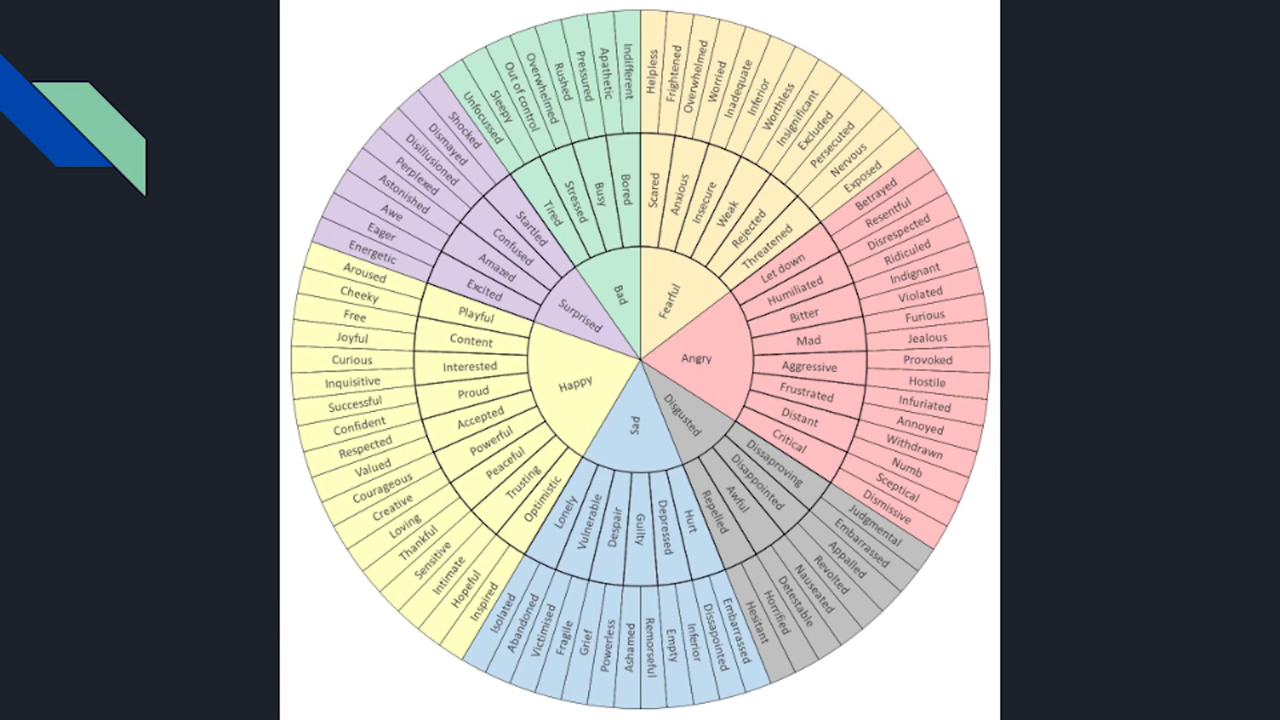 Fearful
Angry
Disgusted
Sad
Happy
Surprised
Bad
Scared
Anxious
Insecure
Weak
Rejected
Threatened
Let down
Humiliated
Bitter
Mad
Aggressive
Frustrated
Distant
Critical
Dissaproving
Disappointed
Awful
Repelled
Hurt
Depressed
Guilty
Despair
Vulnerable
Lonely
Optimistic
Trusting
Peaceful
Powerful
Accepted
Proud
Interested
Content
Playful
Excited
Amazed
Confused
Startled
Tired
Stressed
Busy
Bored
Helpless
Frightened
Overwhelmed
Worried
Inadequate
Inferior
Worthless
Insignificant
Excluded
Persecuted
Nervous
Exposed
Betrayed
Resentful
Disrespected
Ridiculed
Indignant
Violated
Furious
Jealous
Provoked
Hostile
Infuriated
Annoyed
Withdrawn
Numb
Sceptical
Dismissive
Judgmental
Embarrassed
Appalled
Revolted
Nauseated
Detestable
Horrified
Hesitant
Embarrassed
Dissapointed
Inferior
Empty
Remorseful
Ashamed
Powerless
Grief
Fragile
Victimised
Abandoned
Isolated
Inspired
Hopeful
Intimate
Sensitive
Thankful
Loving
Creative
Courageous
Valued
Respected
Confident
Successful
Inquisitive
Curious
Joyful
Free
Cheeky
Aroused
Energetic
Eager
Awe
Astonished
Perplexed
Disillusioned
Dismayed
Shocked
Unfocussed
Sleepy
Out of control
Overwhelmed
Rushed
Pressured
Apathetic
Indifferent